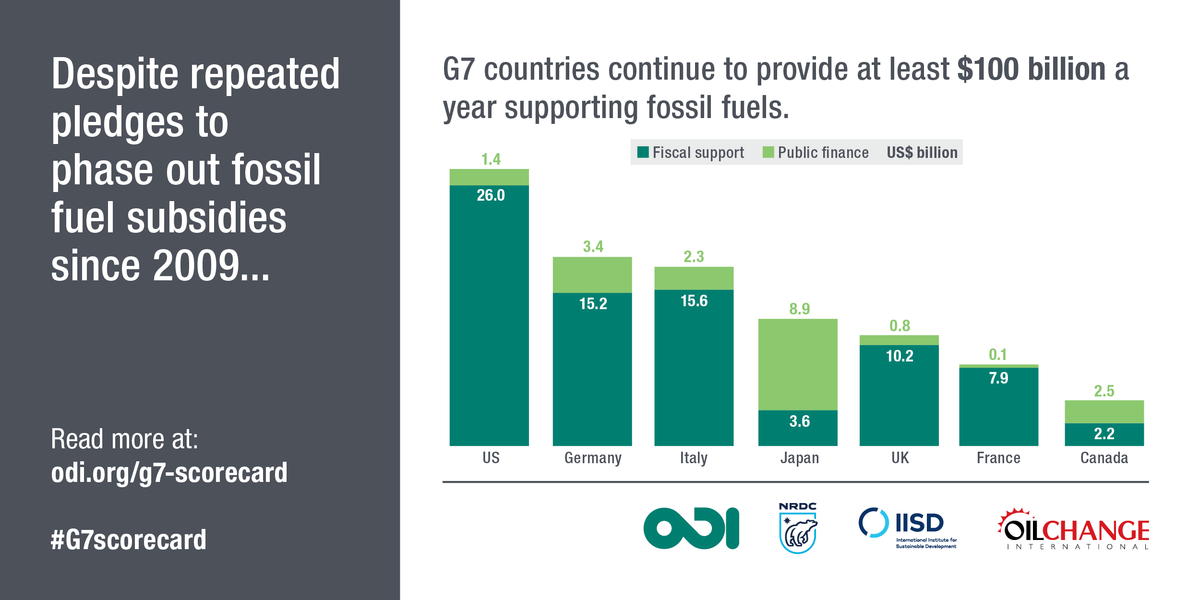 Despite repeated
pledges to
phase out fossil
fuel subsidies
since 2009...
Read more at:
odi.org/g7-scorecard
#G7scorecard
G7 countries continue to provide at least $100 billion a
year supporting fossil fuels.
Fiscal support Public finance US$ billion
1.4
26.0
3.4
15.2
2.3
15.6
8.9
3.6
0.8
10.2
0.1
7.9
2.5
2.2
US Germany Italy Japan UK France Canada
ODI
NRDC
IISD
International Institute for
Sustainable Development
OILCHANGE
INTERNATIONAL